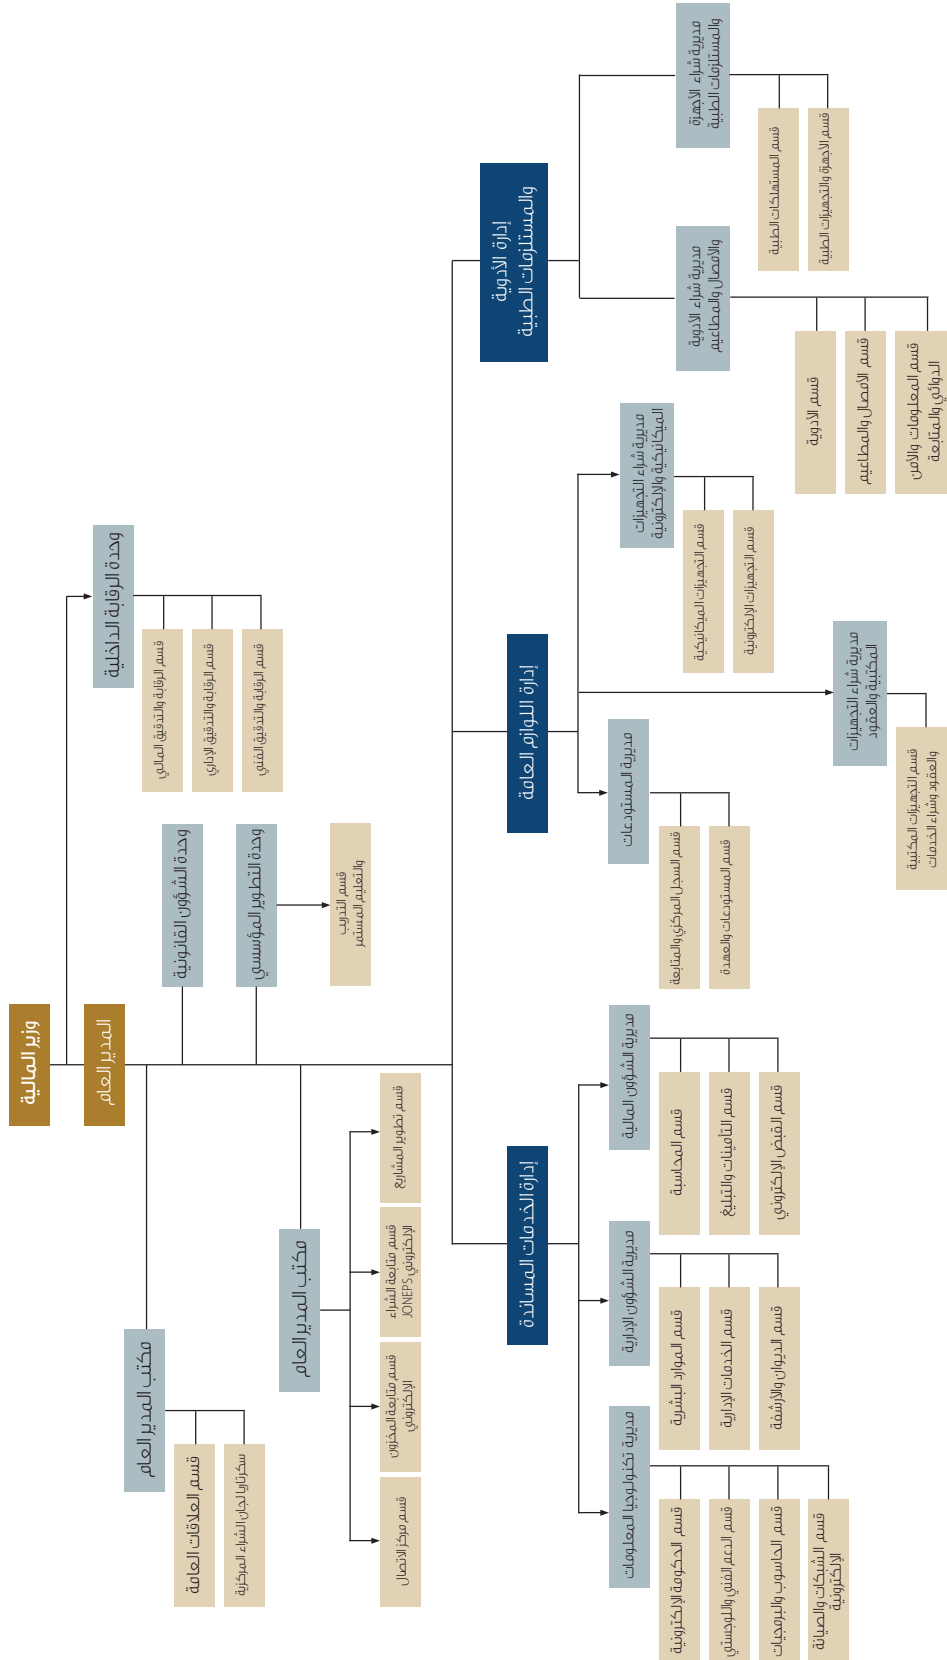 وزير المالية
المدير العام
وحدة الرقابة الداخلية
قسم الرقابة والتدقيق المالي
قسم الرقابة والتدقيق الإداري
قسم الرقابة والتدقيق الفني
وحدة الشؤون القانونية
وحدة التطوير المؤسسي
قسم التدريب
والتعليم المستمر
مكتب المدير العام
قسم العلاقات العامة
سكرتاريا لجان الشراء المركزية
مكتب المدير العام
قسم تطوير المشاريع
قسم متابعة الشراء
الإلكتروني JONEPS
قسم متابعة المخزون
الإلكتروني
قسم مركز الاتصال
إدارة الأدوية
والمستلزمات الطبية
مديرية شراء الأجهزة
والمستلزمات الطبية
قسم المستهلكات الطبية
قسم الأجهزة والتجهيزات الطبية
مديرية شراء الأدوية
والأمصال والمطاعيم
قسم الأدوية
قسم الأمصال والمطاعيم
قسم المعلومات والأمن
الدوائي والمتابعة
إدارة اللوازم العامة
مديرية شراء التجهيزات
الميكانيكية والإلكترونية
قسم التجهيزات الميكانيكية
قسم التجهيزات الإلكترونية
مديرية شراء التجهيزات
المكتبية والعقود
قسم التجهيزات المكتبية
والعقود وشراء الخدمات
مديرية المستودعات
قسم السجل المركزي والمتابعة
قسم المستودعات والعهدة
إدارة الخدمات المساندة
مديرية الشؤون المالية
قسم المحاسبة
قسم التأمينات والتبليغ
قسم القبض الإلكتروني
مديرية الشؤون الإدارية
قسم الموارد البشرية
قسم الخدمات الإدارية
قسم الديوان والأرشفة
مديرية تكنولوجيا المعلومات
قسم الحكومة الإلكترونية
قسم الدعم الفني واللوجستي
قسم الحاسوب والبرمجيات
قسم الشبكات والصيانة
الإلكترونية